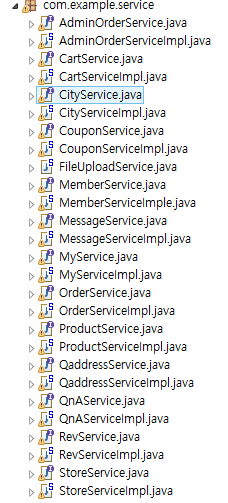 com.example.service
AdminOrderService.java
AdminOrderServiceImpl.java
CartService.java
CartServiceImpl.java
CityService.java
CityServiceImpl.java
CouponService.java
CouponServiceImpl.java
FileUploadService.java
MemberService.java
MemberServiceImple.java
MessageService.java
MessageServiceImpl.java
MyService.java
MyServiceImpl.java
OrderService.java
OrderServiceImpl.java
ProductService.java
ProductServiceImpl.java
QaddressService.java
QaddressServiceImpl.java
QnAService.java
QnAServiceImpl.java
RevService.java
RevServiceImpl.java
StoreService.java
StoreServiceImpl.java